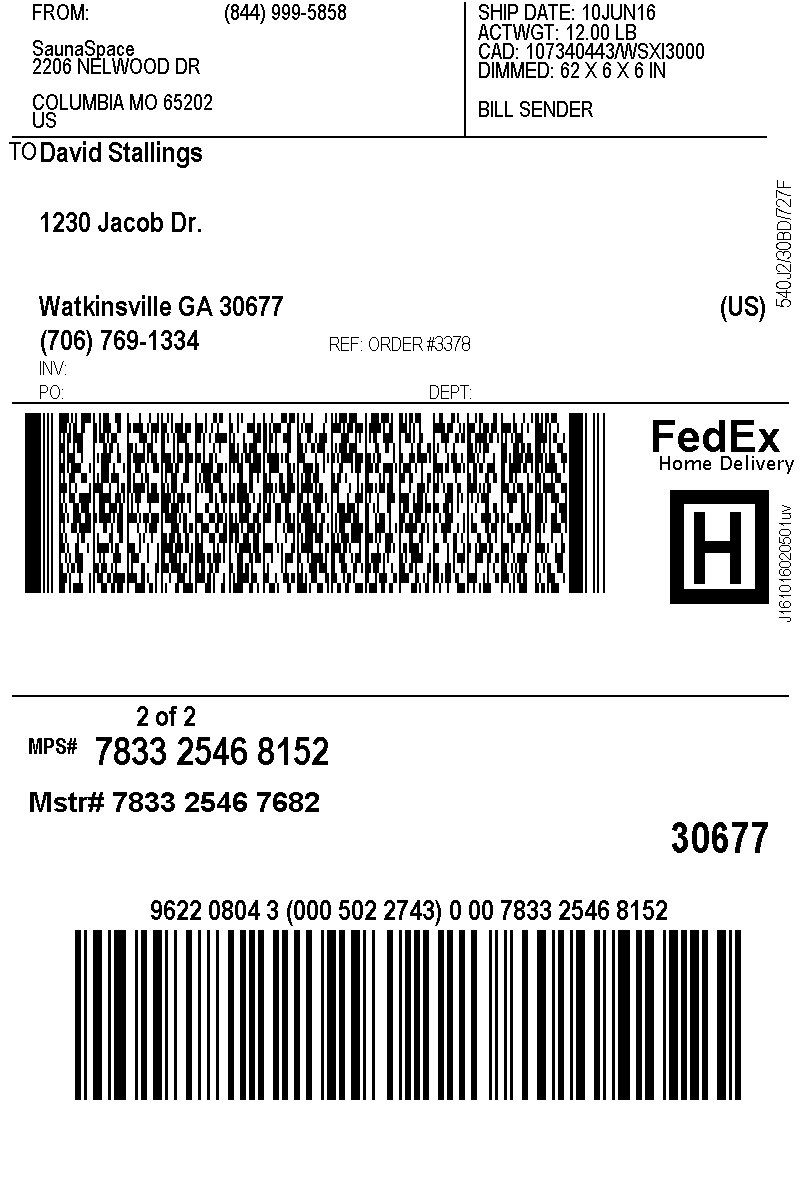 FROM: (844) 999-5858
SaunaSpace
2206 NELWOOD DR
COLUMBIA MO 65202
US
SHIP DATE: 10JUN16
ACTWGT: 12.00 LB
CAD: 107340443/WSXI3000
DIMMED: 62 X 6 X 6 IN
BILL SENDER
TO David Stallings
1230 Jacob Dr.
Watkinsville GA 30677 (US)
(706) 769-1334 REF: ORDER #3378
INV:
PO: DEPT:
540J2/30BD/727F
FedEx
Home Delivery
H
J161016020501uv
2 of 2
MPS# 7833 2546 8152
Mstr# 7833 2546 7682
30677
9622 0804 3 (000 502 2743) 0 00 7833 2546 8152